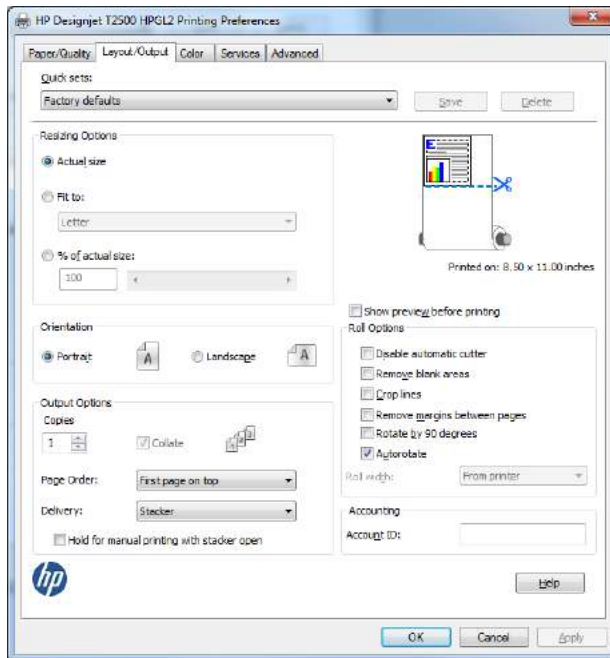 HP Designjet T2500 HPGL2 Printing Preferences
Paper/Quality Layout/Output Color Services Advanced
Quick sets:
Factory defaults
Save Delete
Resizing Options
Actual size
Fit to:
Letter
% of actual size:
100
E
Printed on: 8.50 x 11.00 inches
Show preview before printing
Orientation
Portrait A Landscape A
Roll Options
Disable automatic cutter
Remove blank areas
Crop lines
Remove margins between pages
Rotate by 90 degrees
Autorotate
Roll width: From printer
Output Options
Copies
1 Collate
Page Order: First page on top
Delivery: Stacker
Hold for manual printing with stacker open
Accounting
Account ID:
hp
Help
OK Cancel Apply